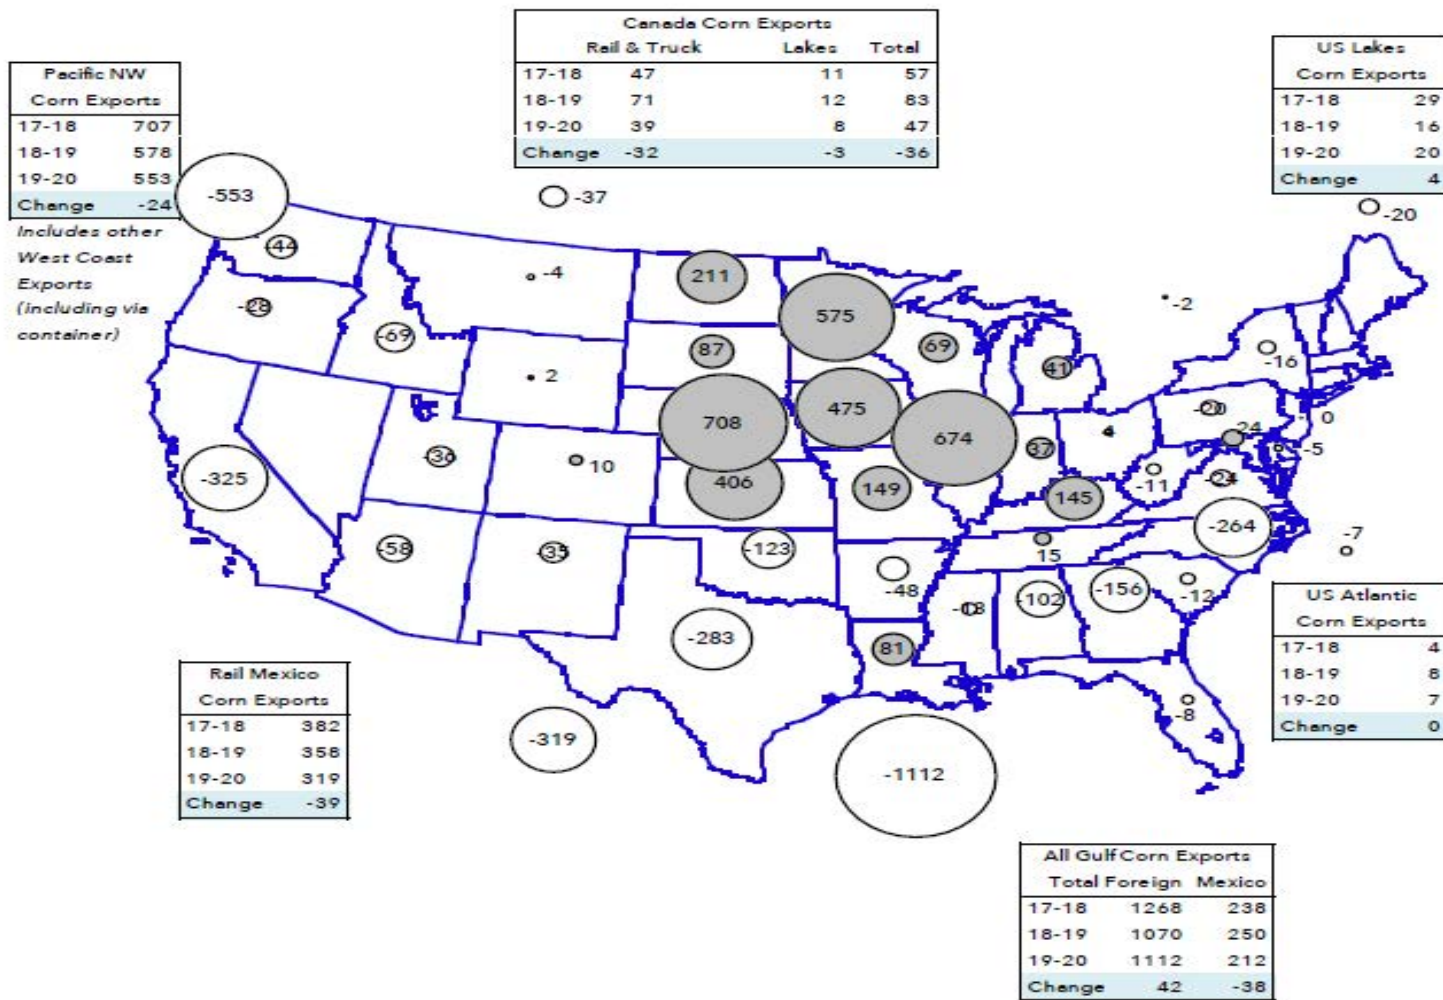 Canada Corn Exports
Rail & Truck Lakes Total
17-18 47 11 57
18-19 71 12 83
19-20 39 8 47
Change -32 -3 -36
Pacific NW
Corn Exports
17-18 707
18-19 578
19-20 553
Change -24
Includes other
West Coast
Exports
(including via
container)
US Lakes
Corn Exports
17-18 29
18-19 16
19-20 20
Change 4
-553
-37
-20
-44
-4
211
-2
-28
575
-69
87
69
41
-16
2
708
475
674
-20
0
24
4
-325
-36
10
406
149
37
145
-11
-24
-5
-58
-35
-123
-48
15
-264
-7
-13
-102
-156
-12
-283
81
-8
-319
-1112
US Atlantic
Corn Exports
17-18 4
18-19 8
19-20 7
Change 0
Rail Mexico
Corn Exports
17-18 382
18-19 358
19-20 319
Change -39
All Gulf Corn Exports
Total Foreign Mexico
17-18 1268 238
18-19 1070 250
19-20 1112 212
Change 42 -38